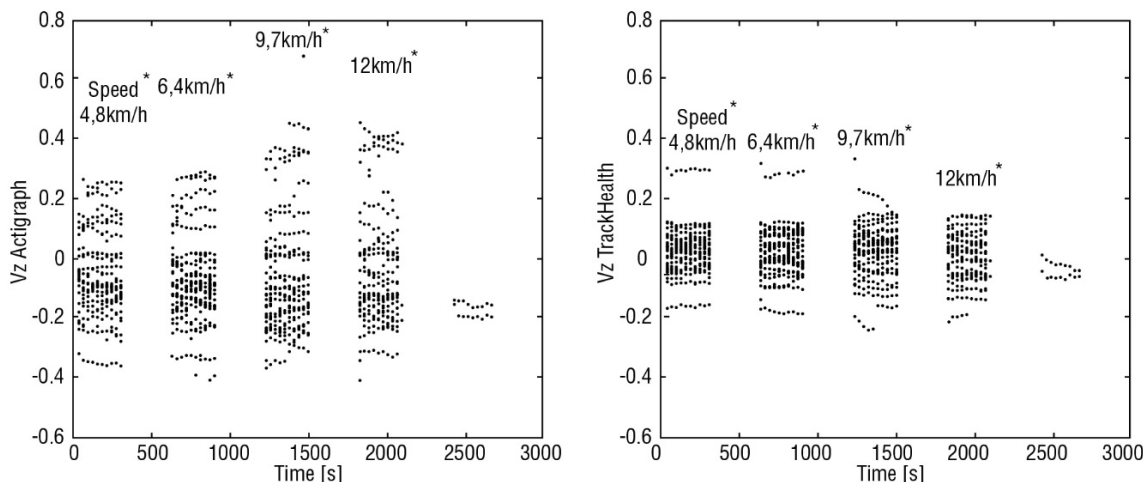 0.8
0.6
0.4
0.2
0
-0.2
-0.4
-0.6
Vz Actigraph
Speed*
4,8km/h
6,4km/h*
9,7km/h*
12km/h*
0
500
1000
1500
2000
2500
3000
Time [s]
0.8
0.6
0.4
0.2
0
-0.2
-0.4
-0.6
Vz TrackHealth
Speed*
4,8km/H
6,4km/h*
9,7km/h*
12km/h*
0
500
1000
1500
2000
2500
3000
Time [s]